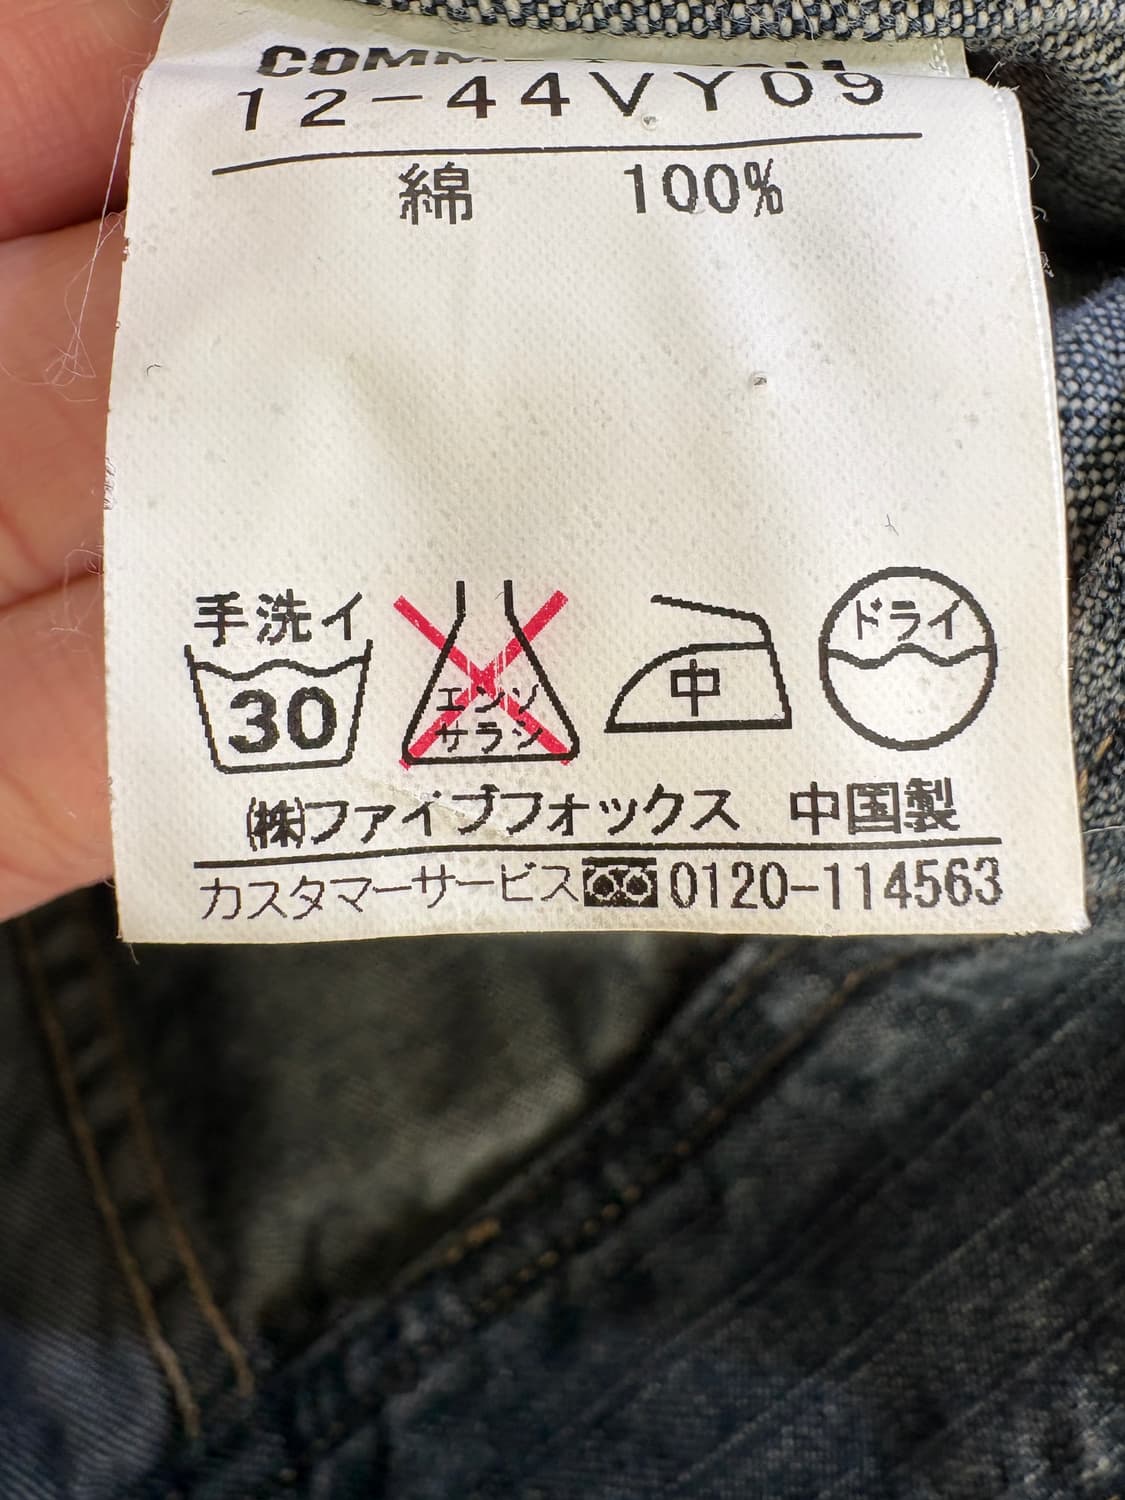 12-44VY09
綿 100%
手洗イ
30
エンソ
サラシ
中
ドライ
(株)ファイブフォックス 中国製
カスタマーサービス 0120-114563